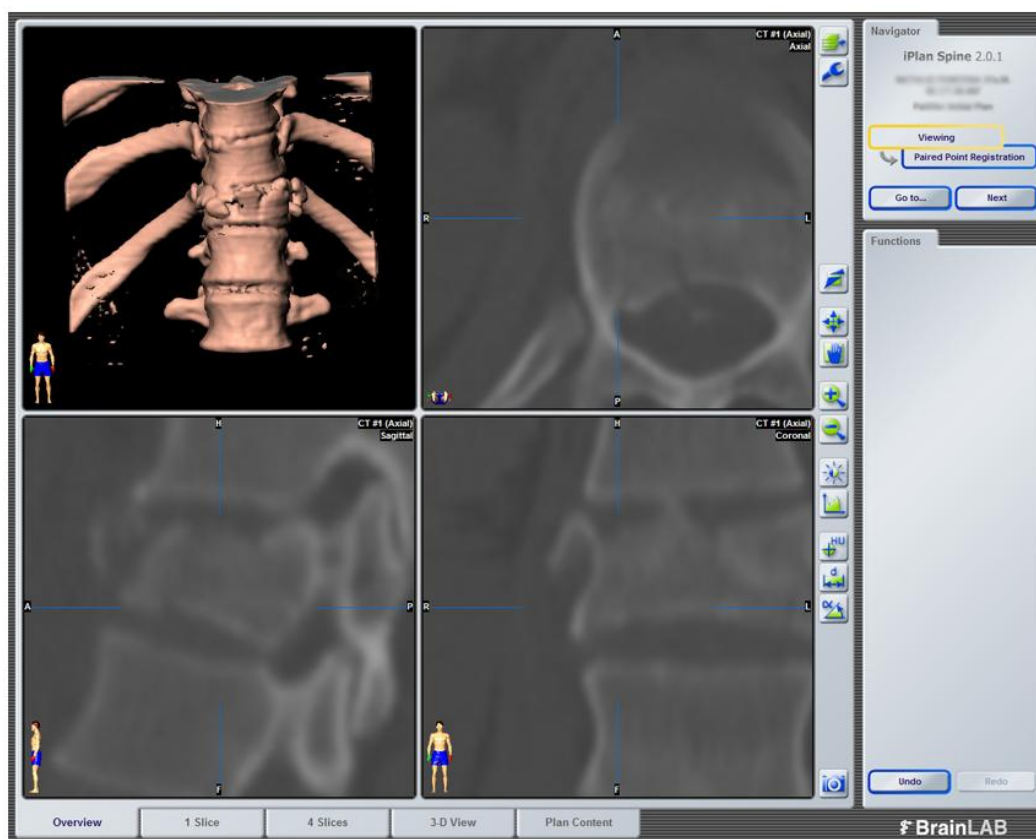 CT #1 (Axial)
Axial
A
R
L
P
CT #1 (Axial)
Sagittal
H
A
P
F
CT #1 (Axial)
Coronal
H
R
L
F
HU
d
α
Navigator
iPlan Spine 2.0.1
Viewing
Paired Point Registration
Go to...
Next
Functions
Undo
Redo
Overview
1 Slice
4 Slices
3-D View
Plan Content
BrainLAB